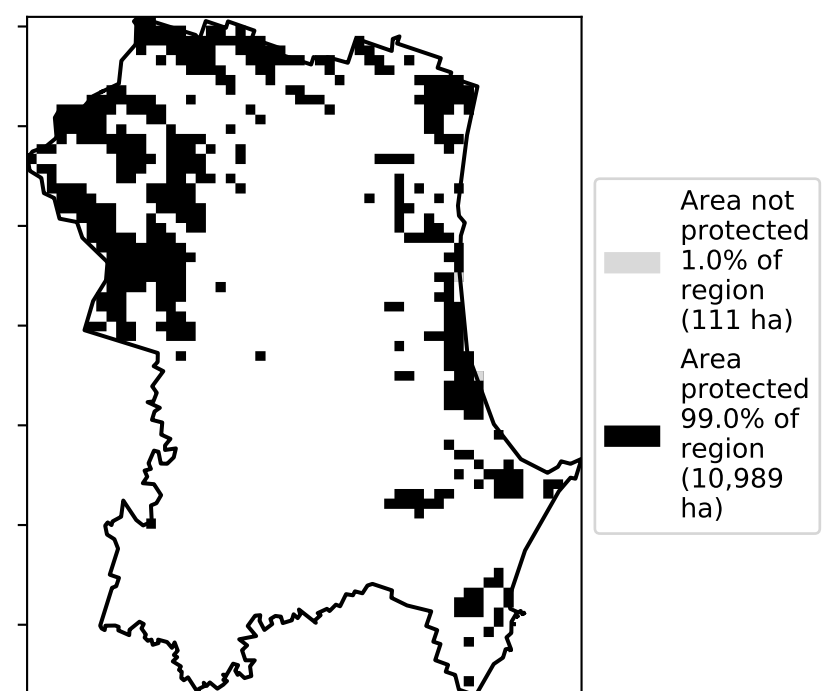 Area not
protected
1.0% of
region
(111 ha)
Area
protected
99.0% of
region
(10,989
ha)